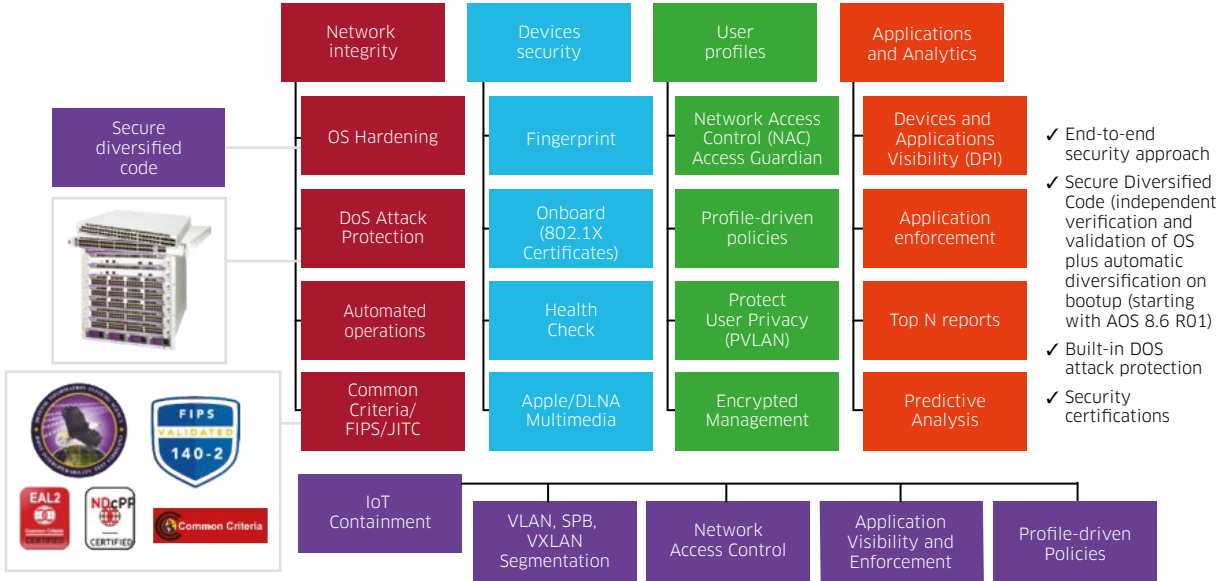 Network
integrity
Devices
security
User
profiles
Applications
and Analytics
Secure
diversified
code
OS Hardening
DoS Attack
Protection
Automated
operations
Common
Criteria/
FIPS/JITC
Fingerprint
Onboard
(802.1X
Certificates)
Health
Check
Apple/DLNA
Multimedia
Network Access
Control (NAC)
Access Guardian
Profile-driven
policies
Protect
User Privacy
(PVLAN)
Encrypted
Management
Devices and
Applications
Visibility (DPI)
Application
enforcement
Top N reports
Predictive
Analysis
✓ End-to-end
security approach
✓ Secure Diversified
Code (independent
verification and
validation of OS
plus automatic
diversification on
bootup (starting
with AOS 8.6 R01)
✓ Built-in DOS
attack protection
✓ Security
certifications
FIPS
VALIDATED
140-2
EAL2
Common Criteria
CERTIFIED
NDcPP
CERTIFIED
Common Criteria
IoT
Containment
VLAN, SPB,
VXLAN
Segmentation
Network
Access Control
Application
Visibility and
Enforcement
Profile-driven
Policies